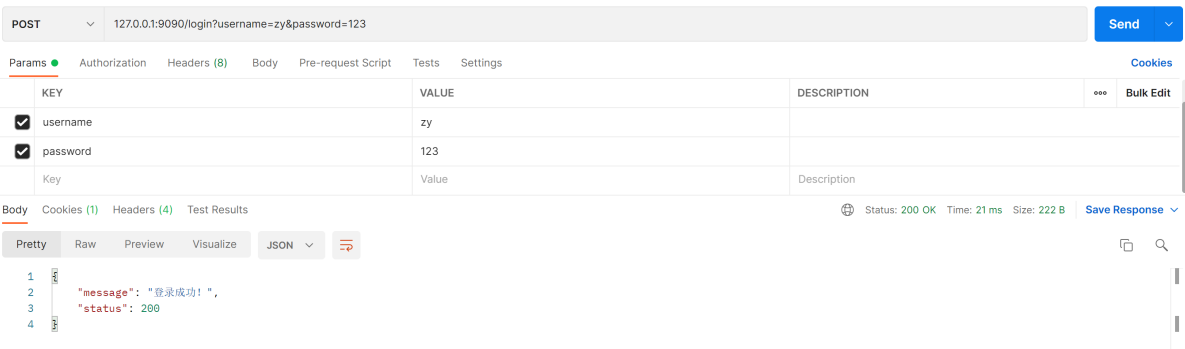 POST 127.0.0.1:9090/login?username=zy&password=123 Send
Params Authorization Headers (8) Body Pre-request Script Tests Settings Cookies
KEY VALUE DESCRIPTION ooo Bulk Edit
username zy
password 123
Key Value Description
Body Cookies (1) Headers (4) Test Results Status: 200 OK Time: 21 ms Size: 222 B Save Response
Pretty Raw Preview Visualize JSON
1 {
2 "message": "登录成功！",
3 "status": 200
4 }